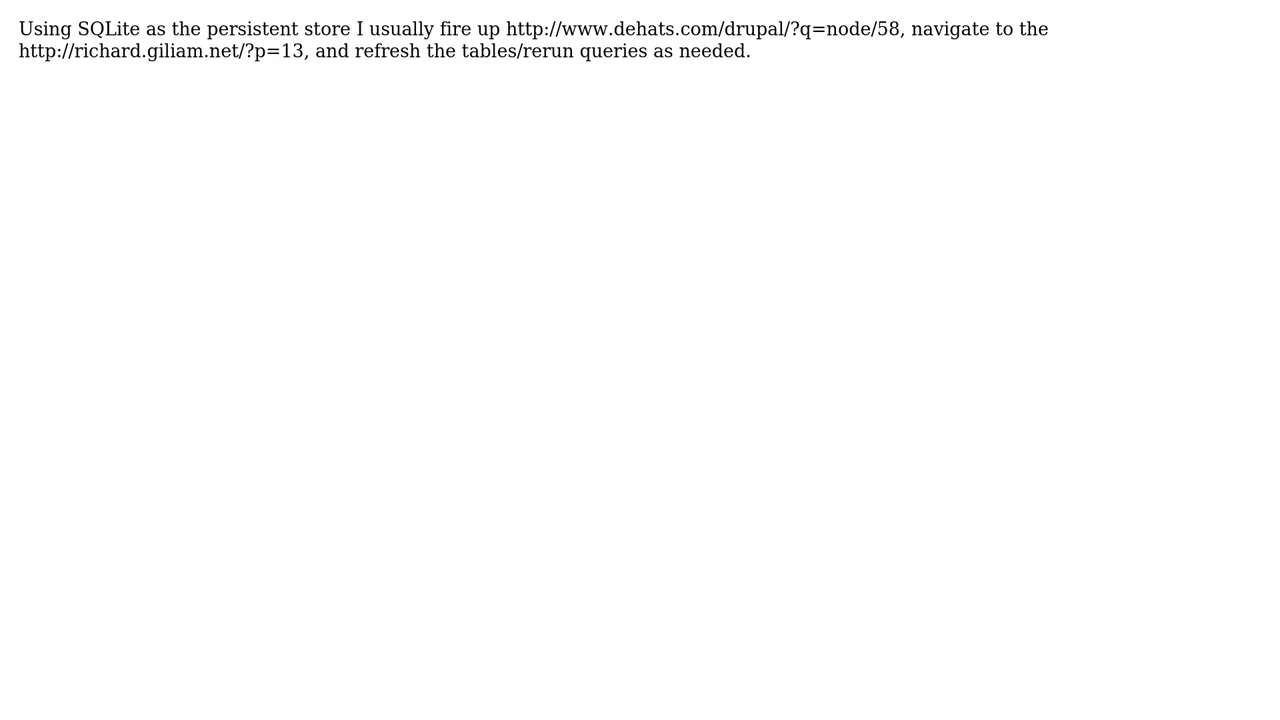 Using SQLite as the persistent store I usually fire up http://www.dehats.com/drupal/?q=node/58, navigate to the
http://richard.giliam.net/?p=13, and refresh the tables/rerun queries as needed.